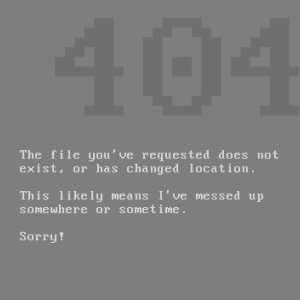 404
The file you've requested does not
exist, or has changed location.
This likely means I've messed up
somewhere or sometime.
Sorry!